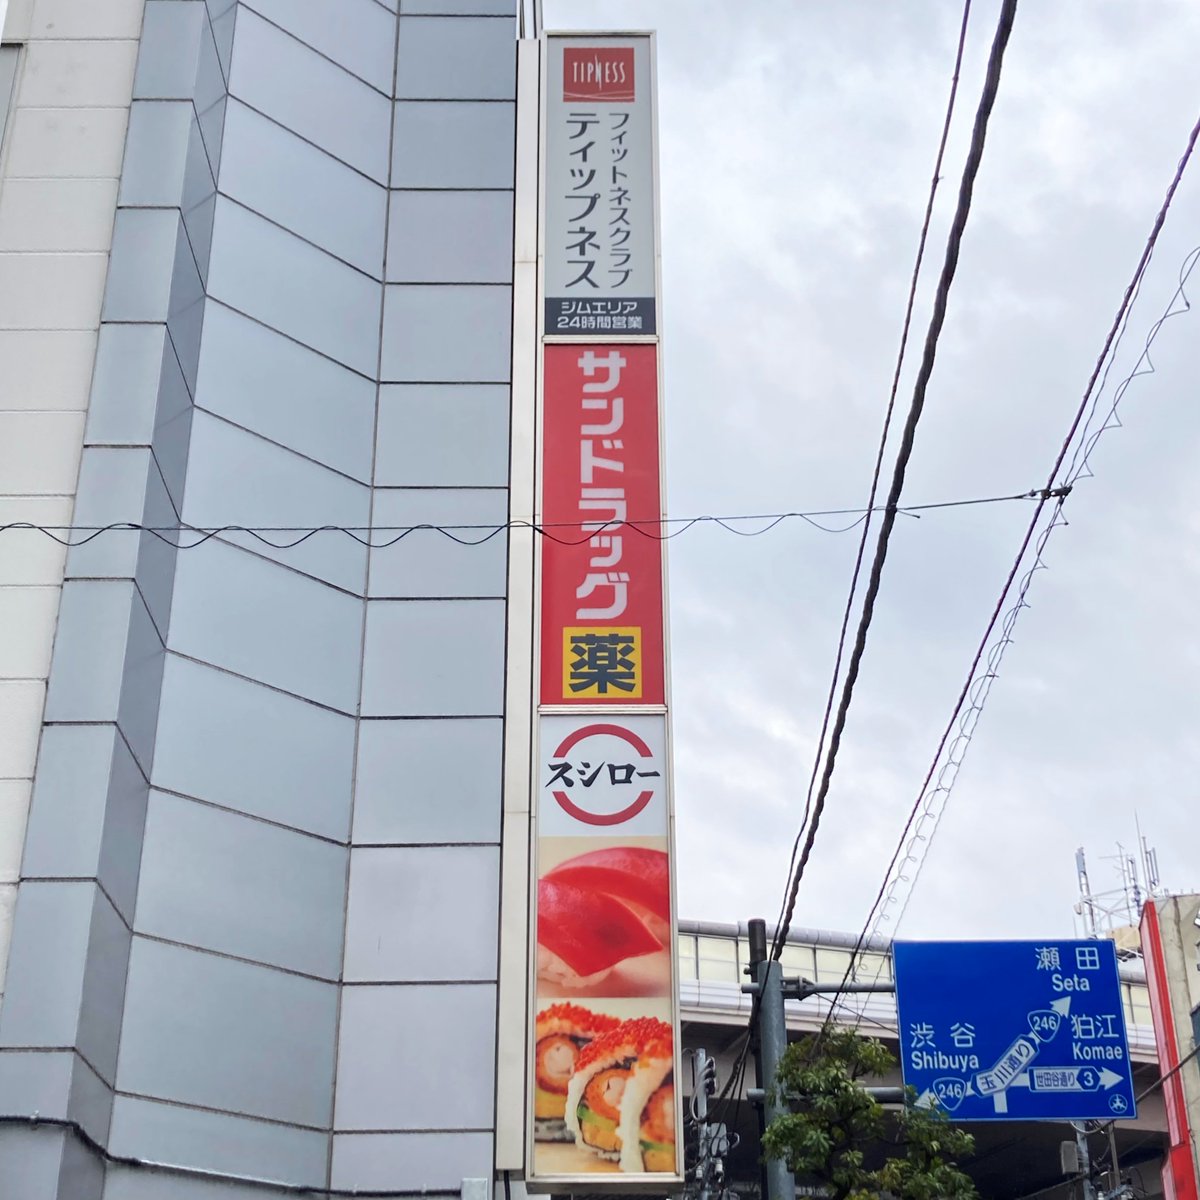 TIPNESS
フィットネスクラブ
ティップネス
ジムエリア
24時間営業
サンドラッグ
薬
スシロー
瀬田
Seta
渋谷
Shibuya
狛江
Komae
246
玉川通り
246
世田谷通り 3